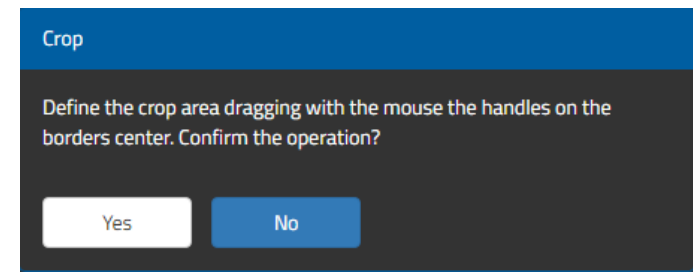 Crop
Define the crop area dragging with the mouse the handles on the
borders center. Confirm the operation?
Yes No